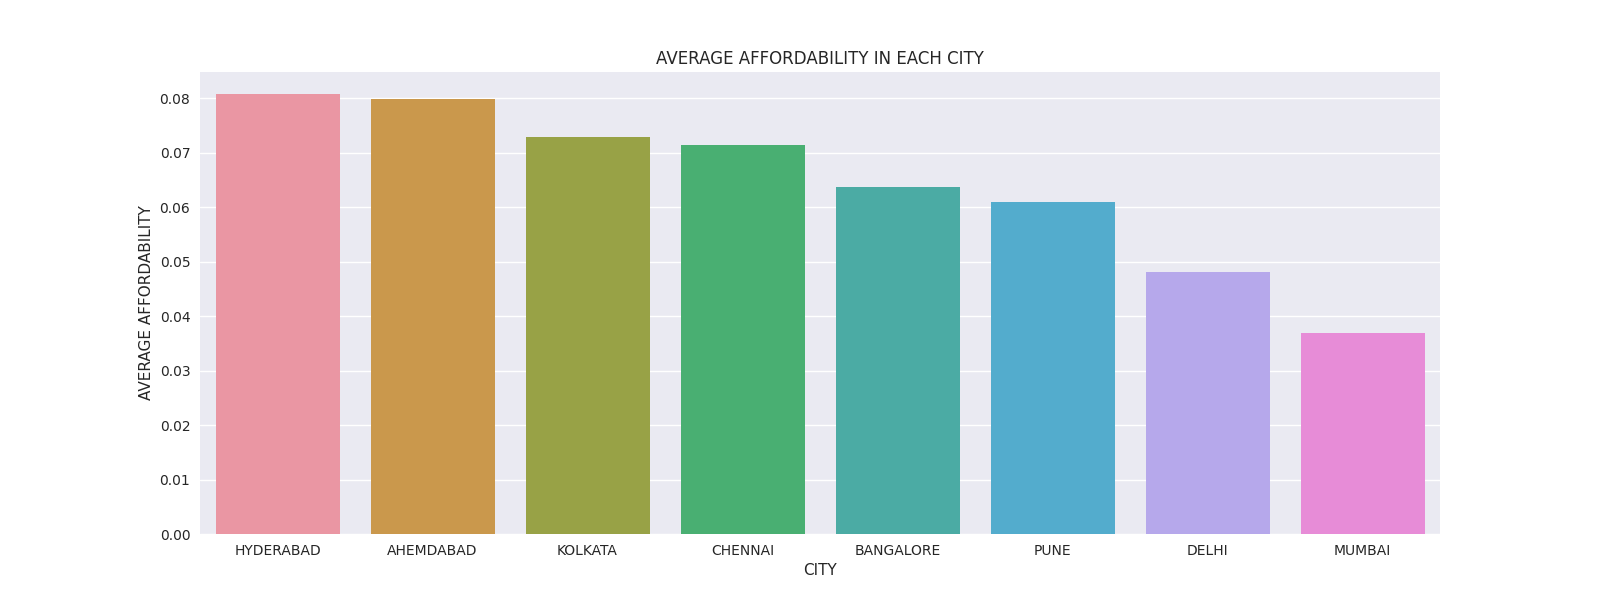 AVERAGE AFFORDABILITY IN EACH CITY
AVERAGE AFFORDABILITY
0.08
0.07
0.06
0.05
0.04
0.03
0.02
0.01
0.00
HYDERABAD AHEMDABAD KOLKATA CHENNAI BANGALORE PUNE DELHI MUMBAI
CITY